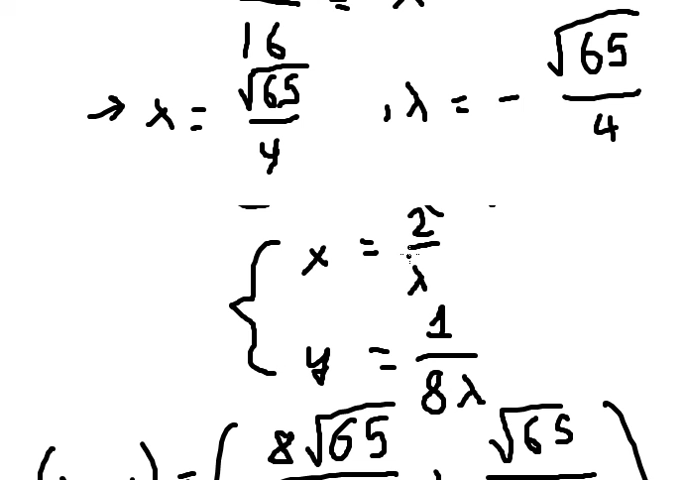 16
→ λ = √65/4 , λ = - √65/4
{ x = 2/λ
y = 1/(8λ)
( ) = ( 8√65 , √65 )